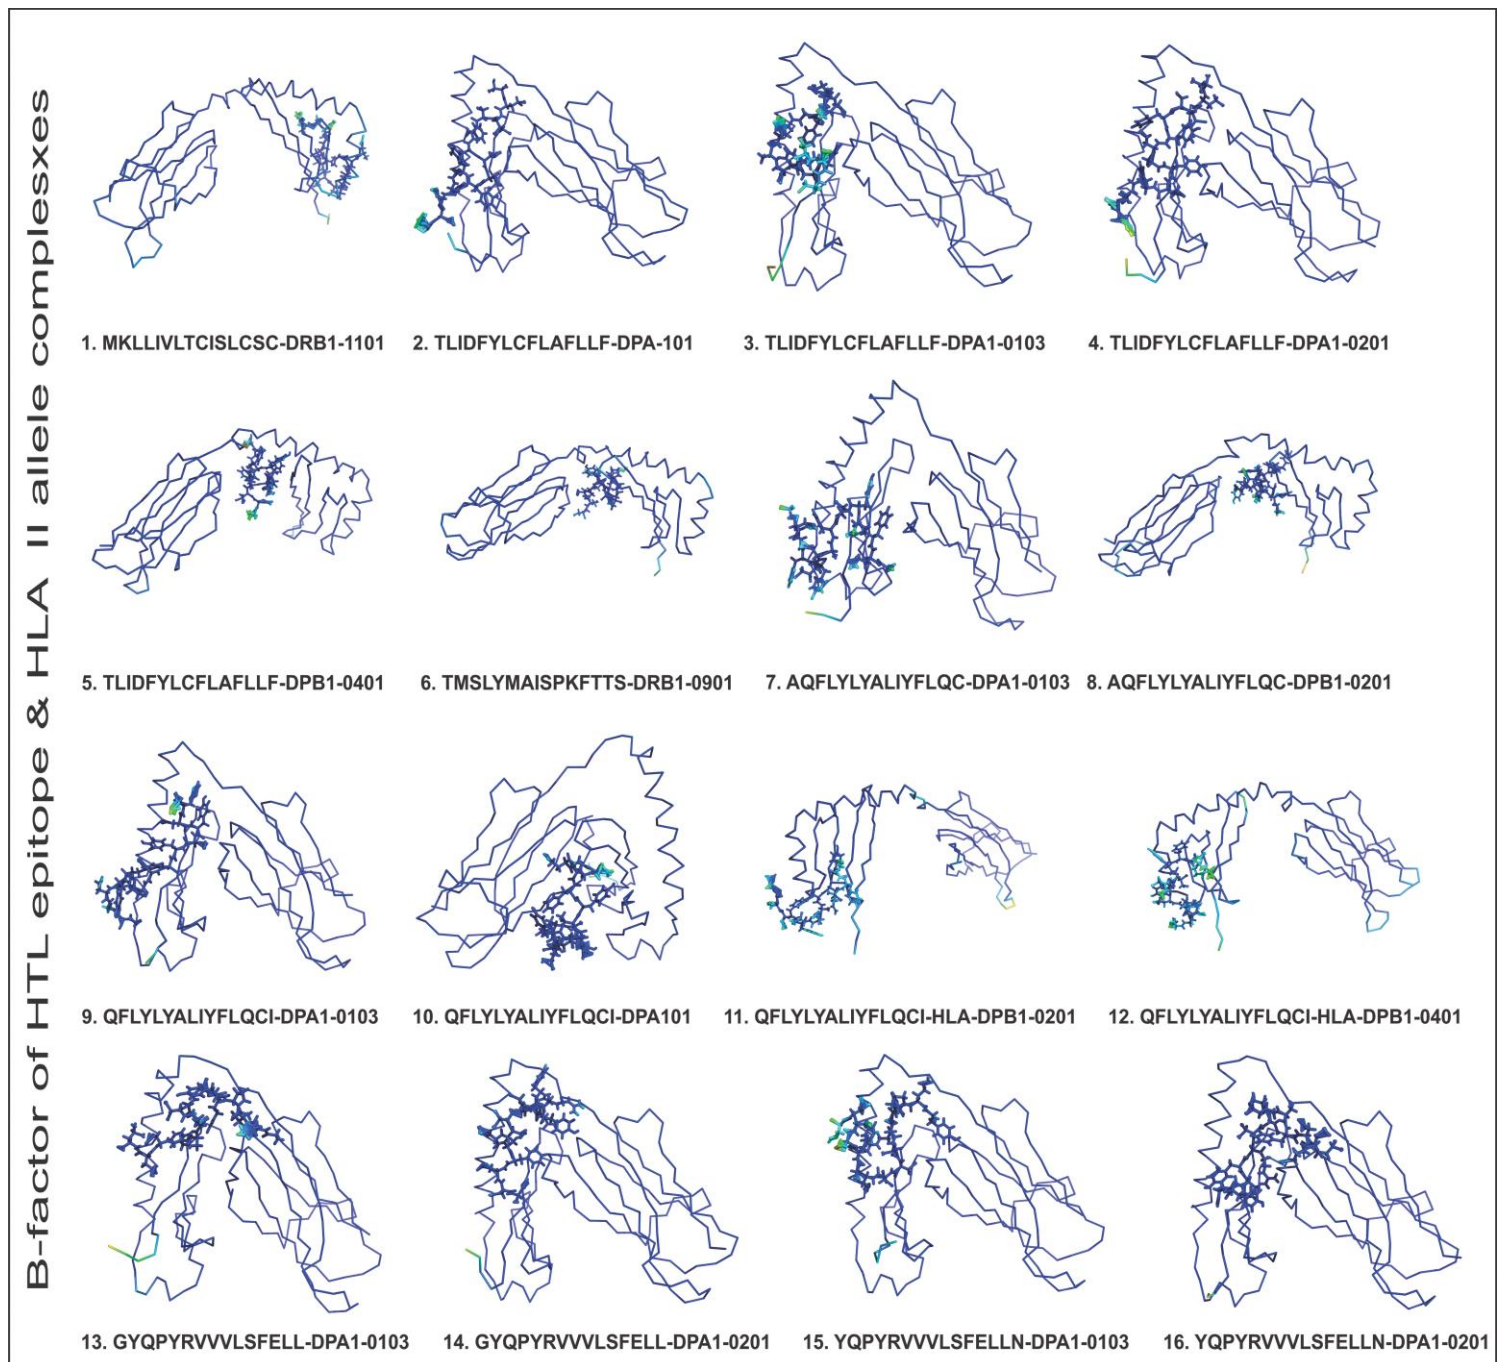 B-factor of HTL epitope & HLA II allele complesxes
1. MKLLIVLTCISLCSC-DRB1-1101
2. TLIDFYLCFLAFLLF-DPA-101
3. TLIDFYLCFLAFLLF-DPA1-0103
4. TLIDFYLCFLAFLLF-DPA1-0201
5. TLIDFYLCFLAFLLF-DPB1-0401
6. TMSLYMAISPKFTTS-DRB1-0901
7. AQFLYLYALIYFLQC-DPA1-0103
8. AQFLYLYALIYFLQC-DPB1-0201
9. QFLYLYALIYFLQCI-DPA1-0103
10. QFLYLYALIYFLQCI-DPA101
11. QFLYLYALIYFLQCI-HLA-DPB1-0201
12. QFLYLYALIYFLQCI-HLA-DPB1-0401
13. GYQPYRVVVLSFELL-DPA1-0103
14. GYQPYRVVVLSFELL-DPA1-0201
15. YQPYRVVVLSFELLN-DPA1-0103
16. YQPYRVVVLSFELLN-DPA1-0201